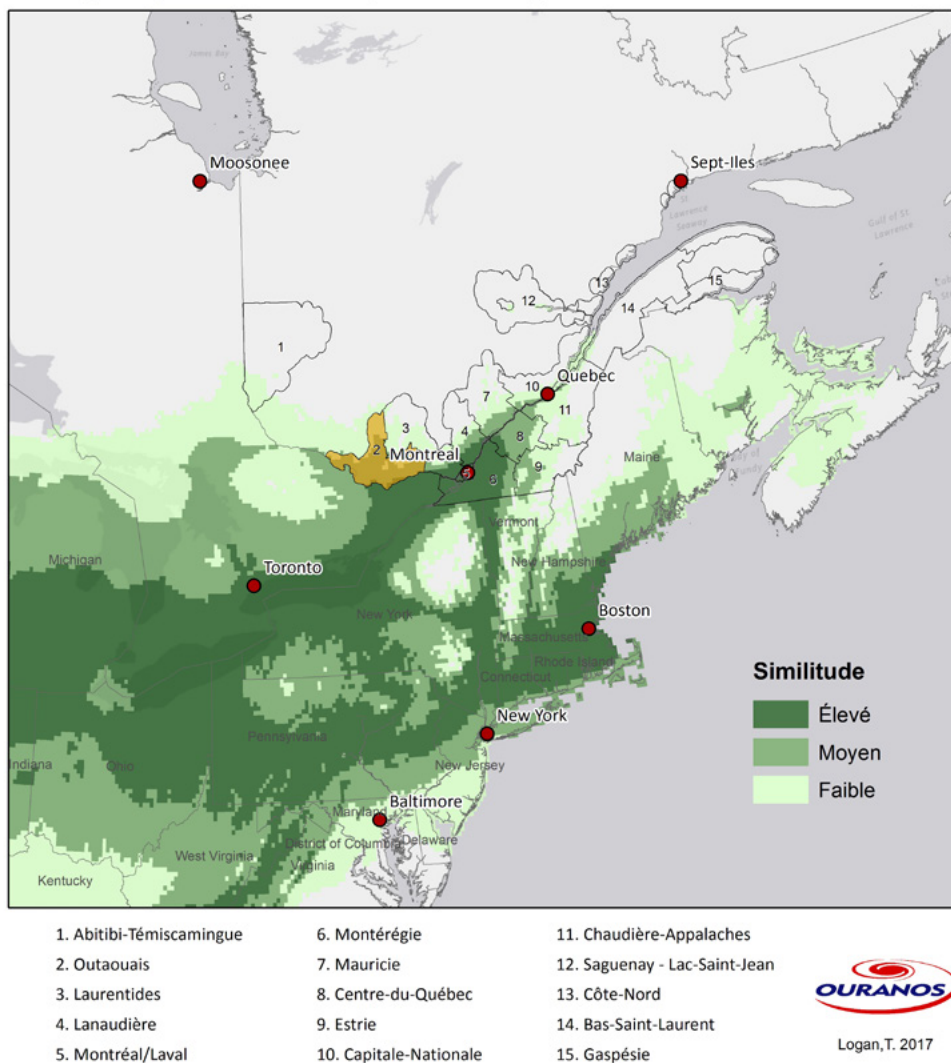 James Bay
Moosonee
Sept-Iles
St
Lawrence
Seaway
Gulf of St
Lawrence
13
15
12
14
1
Quebec
10
7
11
3
4
8
2
Montreal
5
9
6
Maine
Vermont
Michigan
Toronto
New Hampshire
New York
Boston
Massachusetts
Rhode Island
Connecticut
Similitude
Élevé
New York
Pennsylvania
Moyen
Indiana
Ohio
New Jersey
Faible
Baltimore
Maryland
District of Columbia
Delaware
West Virginia
Virginia
Kentucky
1. Abitibi-Témiscamingue
2. Outaouais
3. Laurentides
4. Lanaudière
5. Montréal/Laval
6. Montérégie
7. Mauricie
8. Centre-du-Québec
9. Estrie
10. Capitale-Nationale
11. Chaudière-Appalaches
12. Saguenay - Lac-Saint-Jean
13. Côte-Nord
14. Bas-Saint-Laurent
15. Gaspésie
OURANOS
Logan,T. 2017